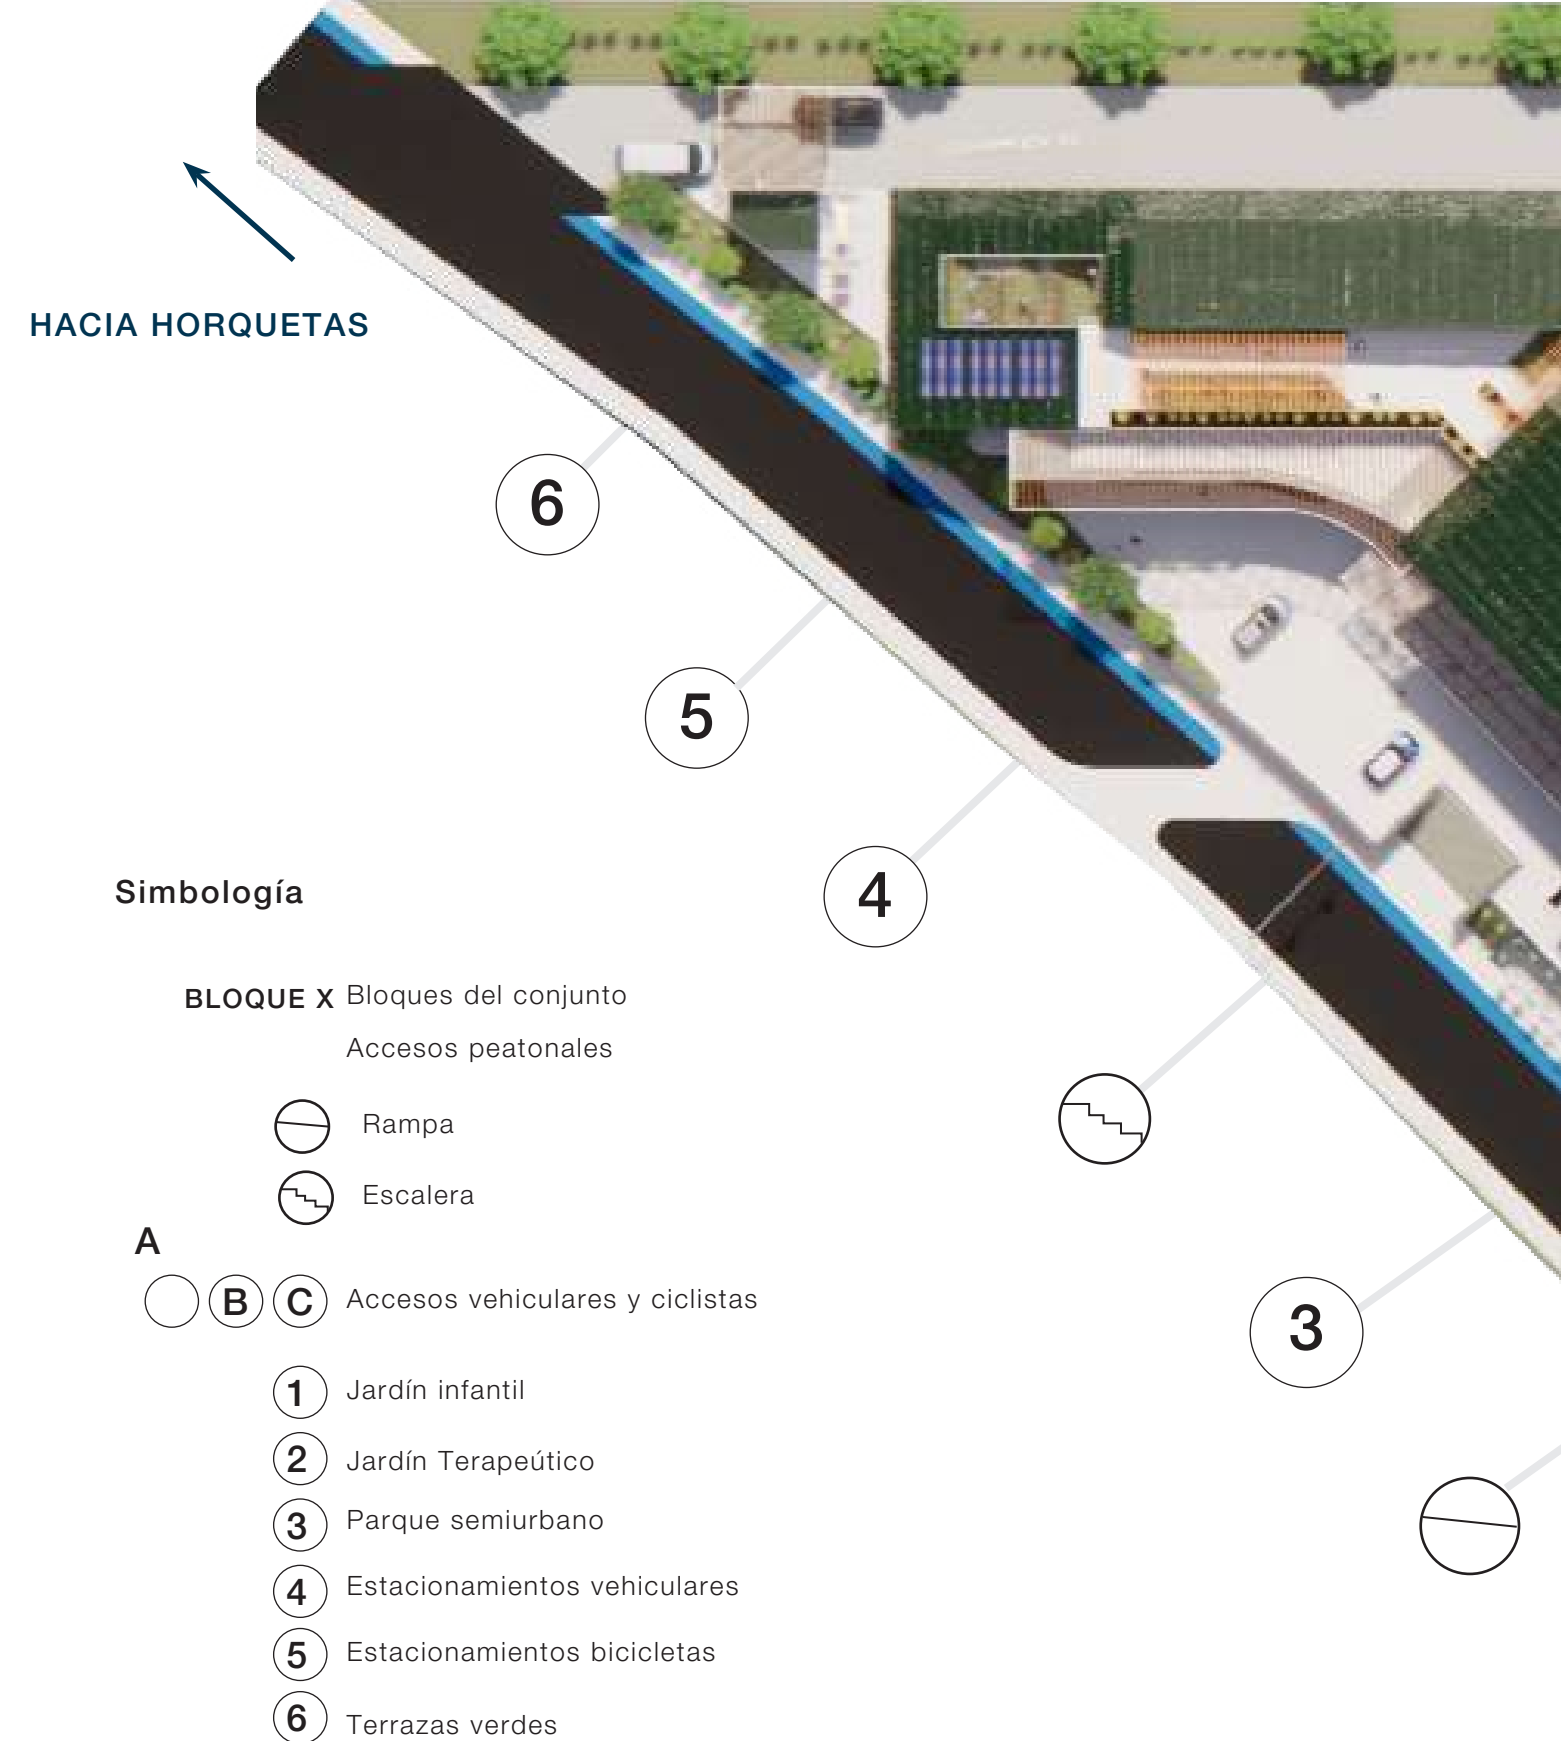 HACIA HORQUETAS
6
5
4
Simbología
BLOQUE X Bloques del conjunto
Accesos peatonales
Rampa
Escalera
A
B C Accesos vehiculares y ciclistas
3
1 Jardín infantil
2 Jardín Terapeútico
3 Parque semiurbano
4 Estacionamientos vehiculares
5 Estacionamientos bicicletas
6 Terrazas verdes